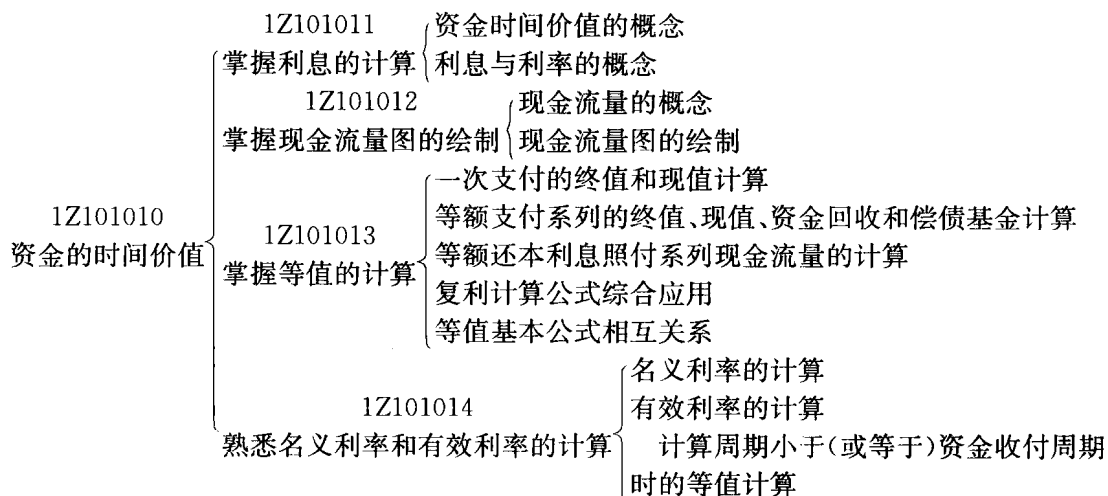 1Z101010
资金的时间价值
1Z101011
掌握利息的计算
资金时间价值的概念
利息与利率的概念
1Z101012
掌握现金流量图的绘制
现金流量的概念
现金流量图的绘制
1Z101013
掌握等值的计算
一次支付的终值和现值计算
等额支付系列的终值、现值、资金回收和偿债基金计算
等额还本利息照付系列现金流量的计算
复利计算公式综合应用
等值基本公式相互关系
1Z101014
熟悉名义利率和有效利率的计算
名义利率的计算
有效利率的计算
计算周期小于(或等于)资金收付周期
时的等值计算